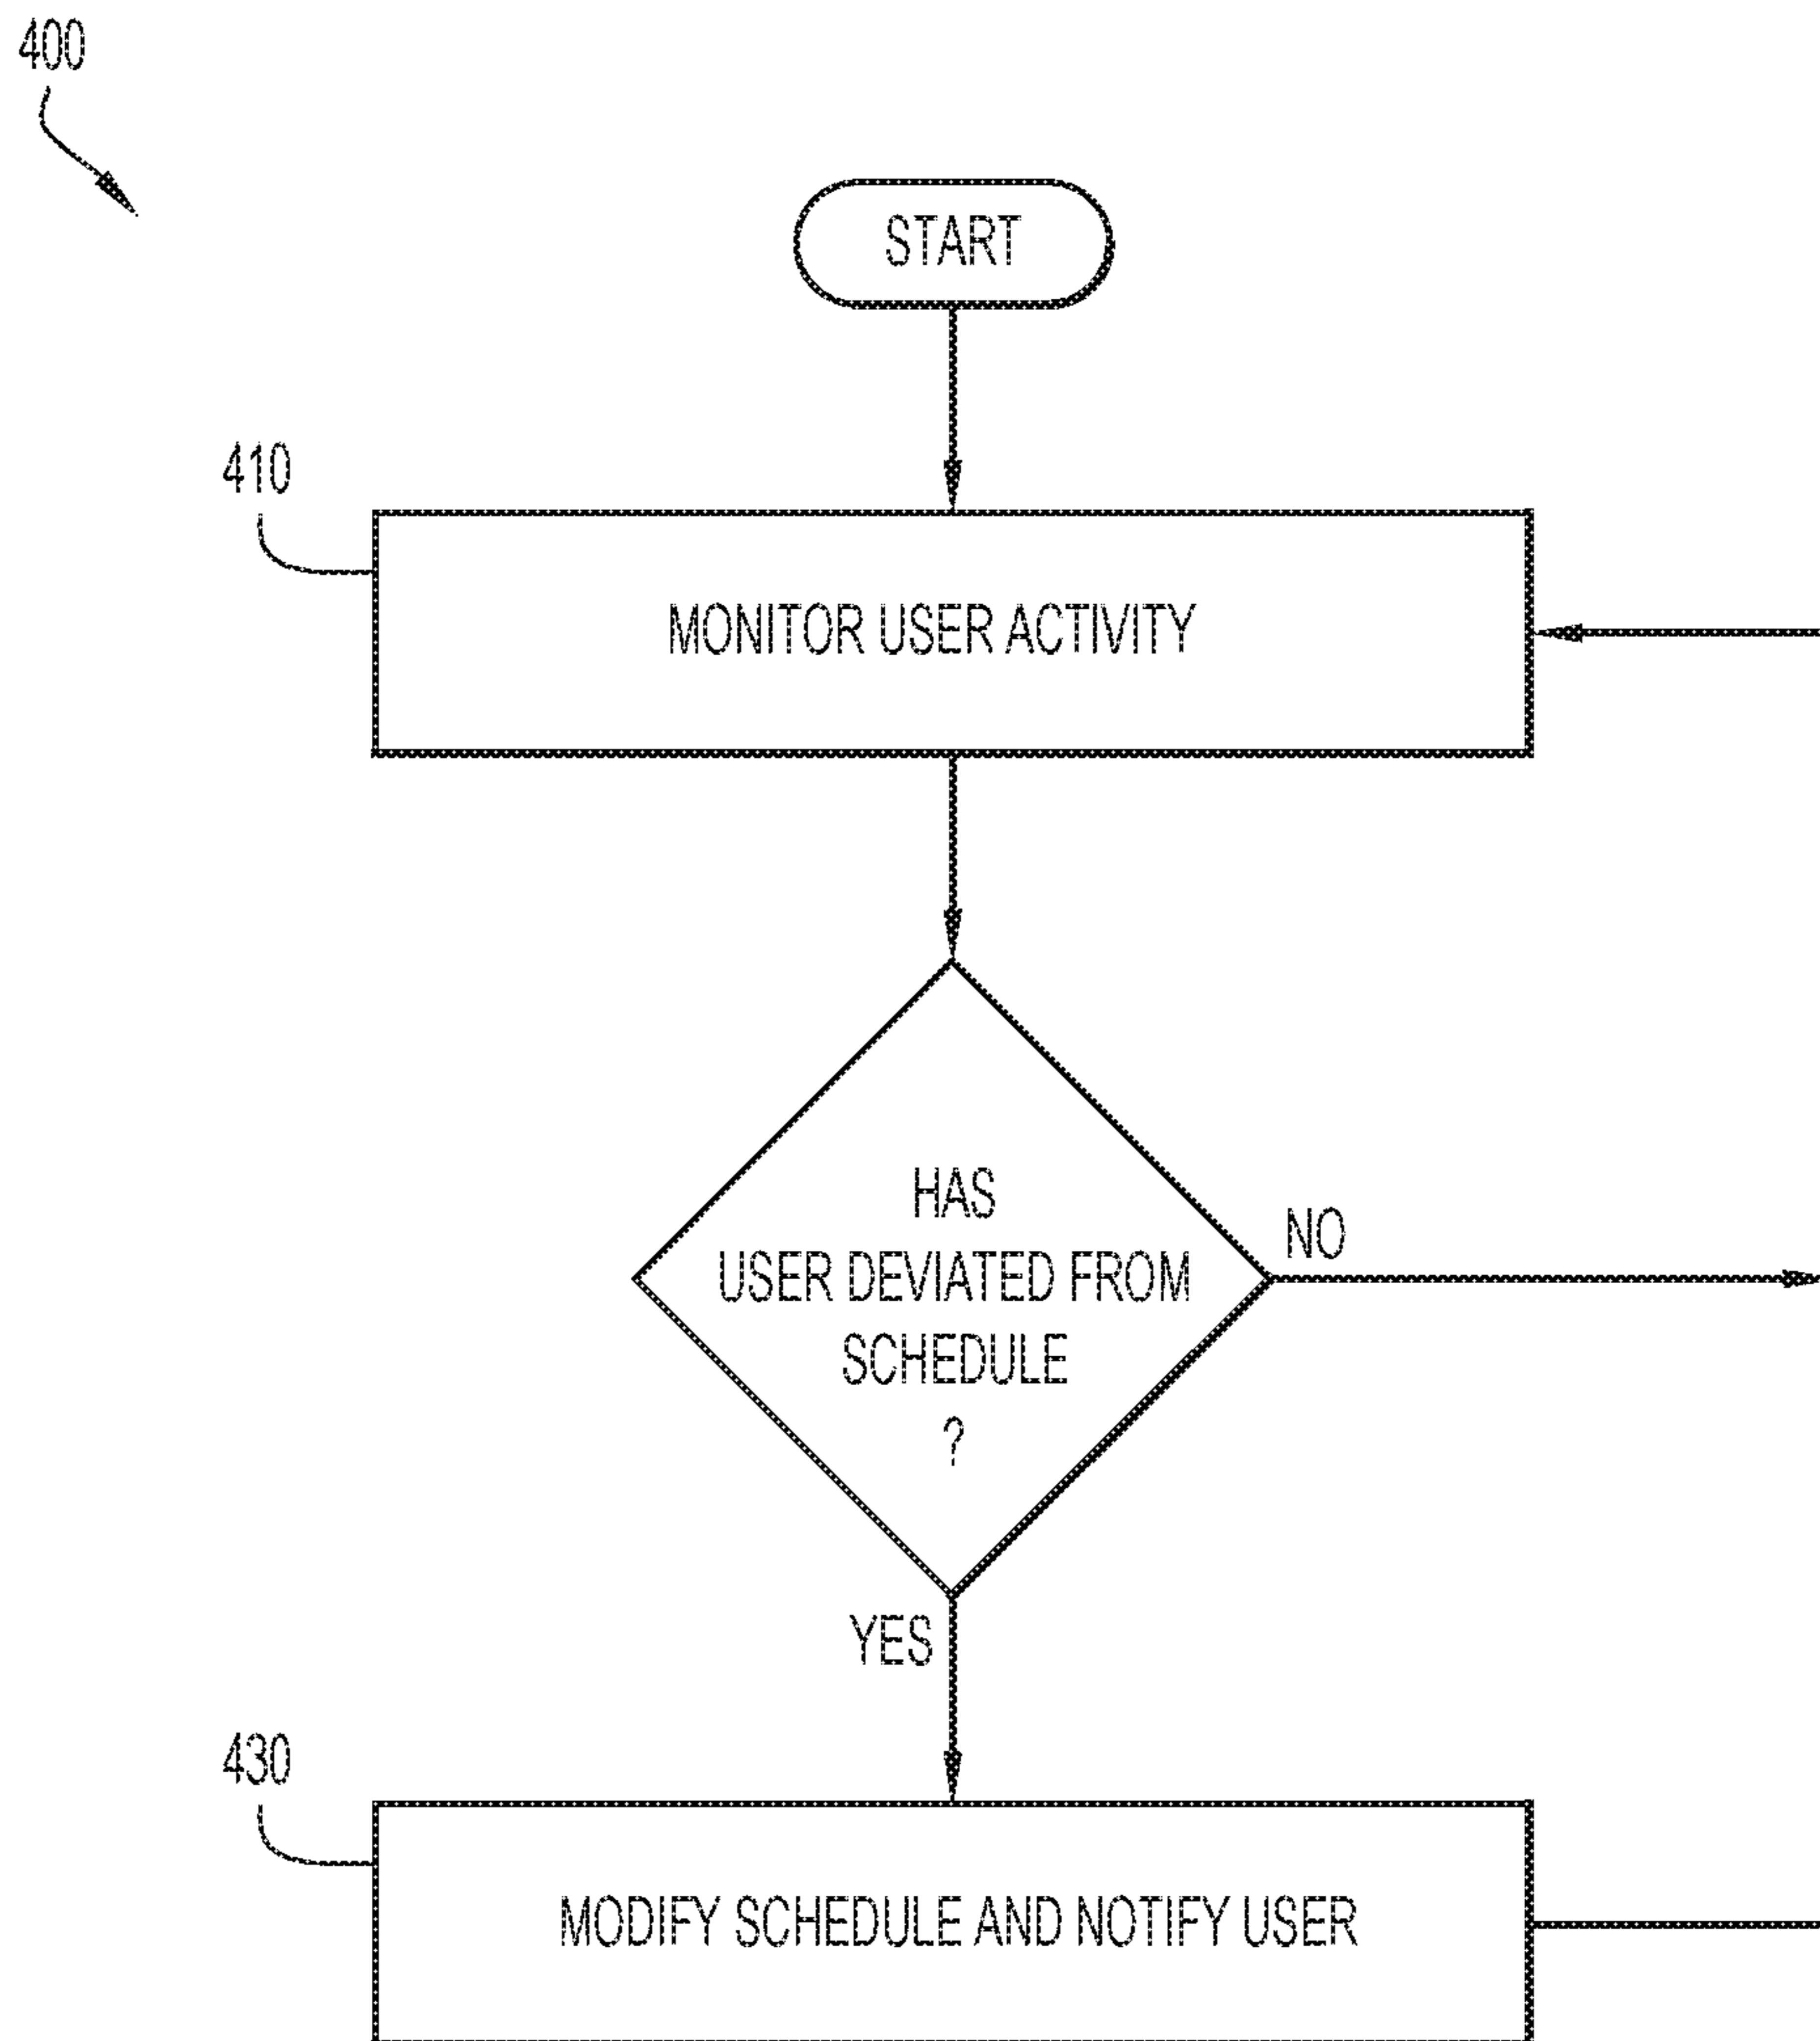 400
START
410
MONITOR USER ACTIVITY
HAS
USER DEVIATED FROM
SCHEDULE
?
NO
YES
430
MODIFY SCHEDULE AND NOTIFY USER